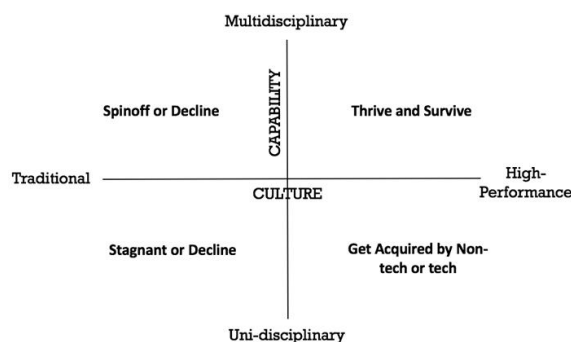 Multidisciplinary
CAPABILITY
Spinoff or Decline
Thrive and Survive
Traditional
CULTURE
High-
Performance
Stagnant or Decline
Get Acquired by Non-
tech or tech
Uni-disciplinary